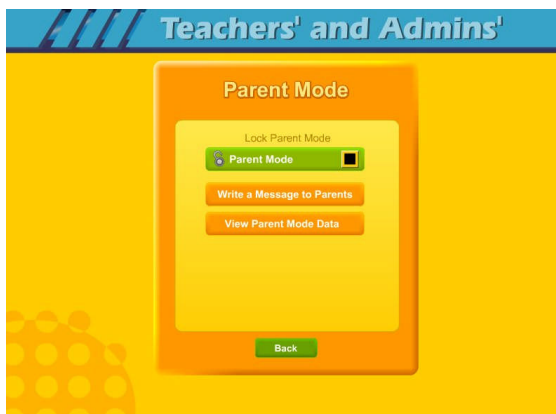 Teachers' and Admins'
Parent Mode
Lock Parent Mode
Parent Mode
Write a Message to Parents
View Parent Mode Data
Back